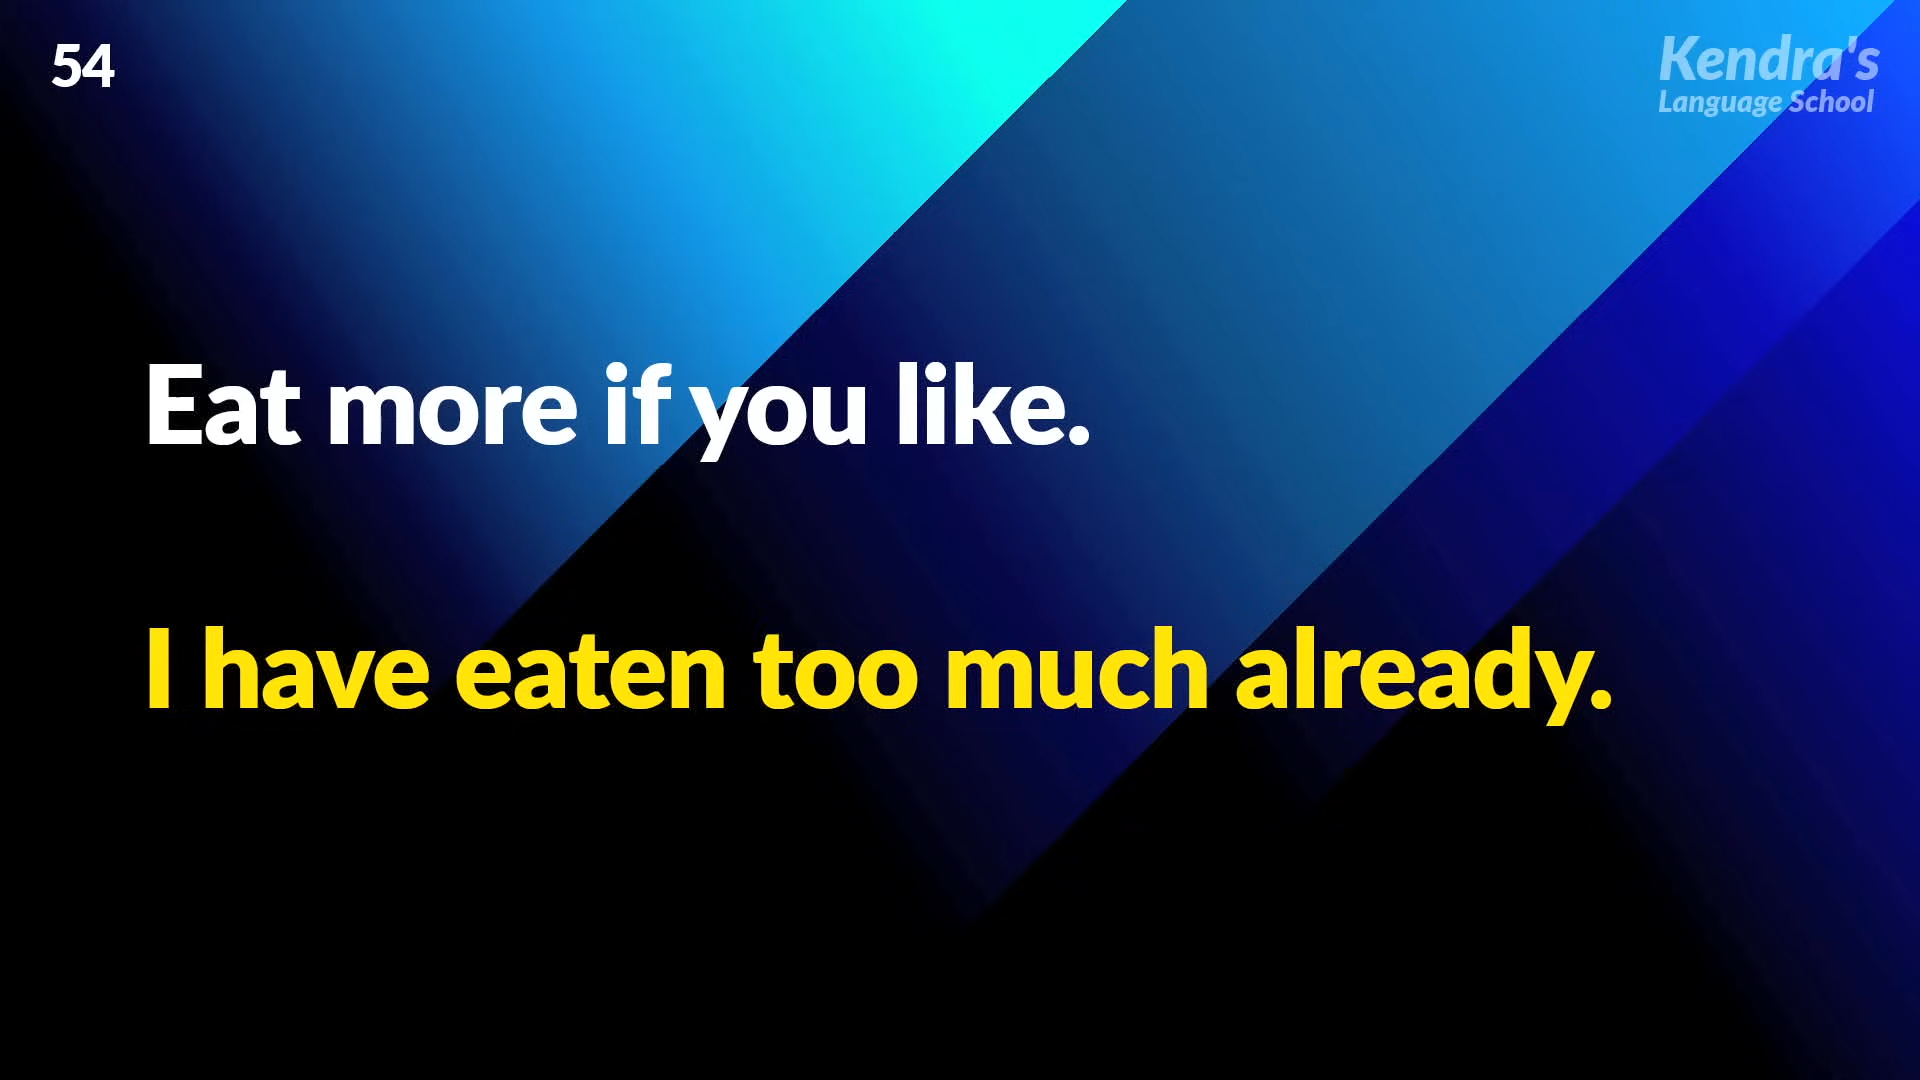 54
Kendra's
Language School
Eat more if you like.
I have eaten too much already.